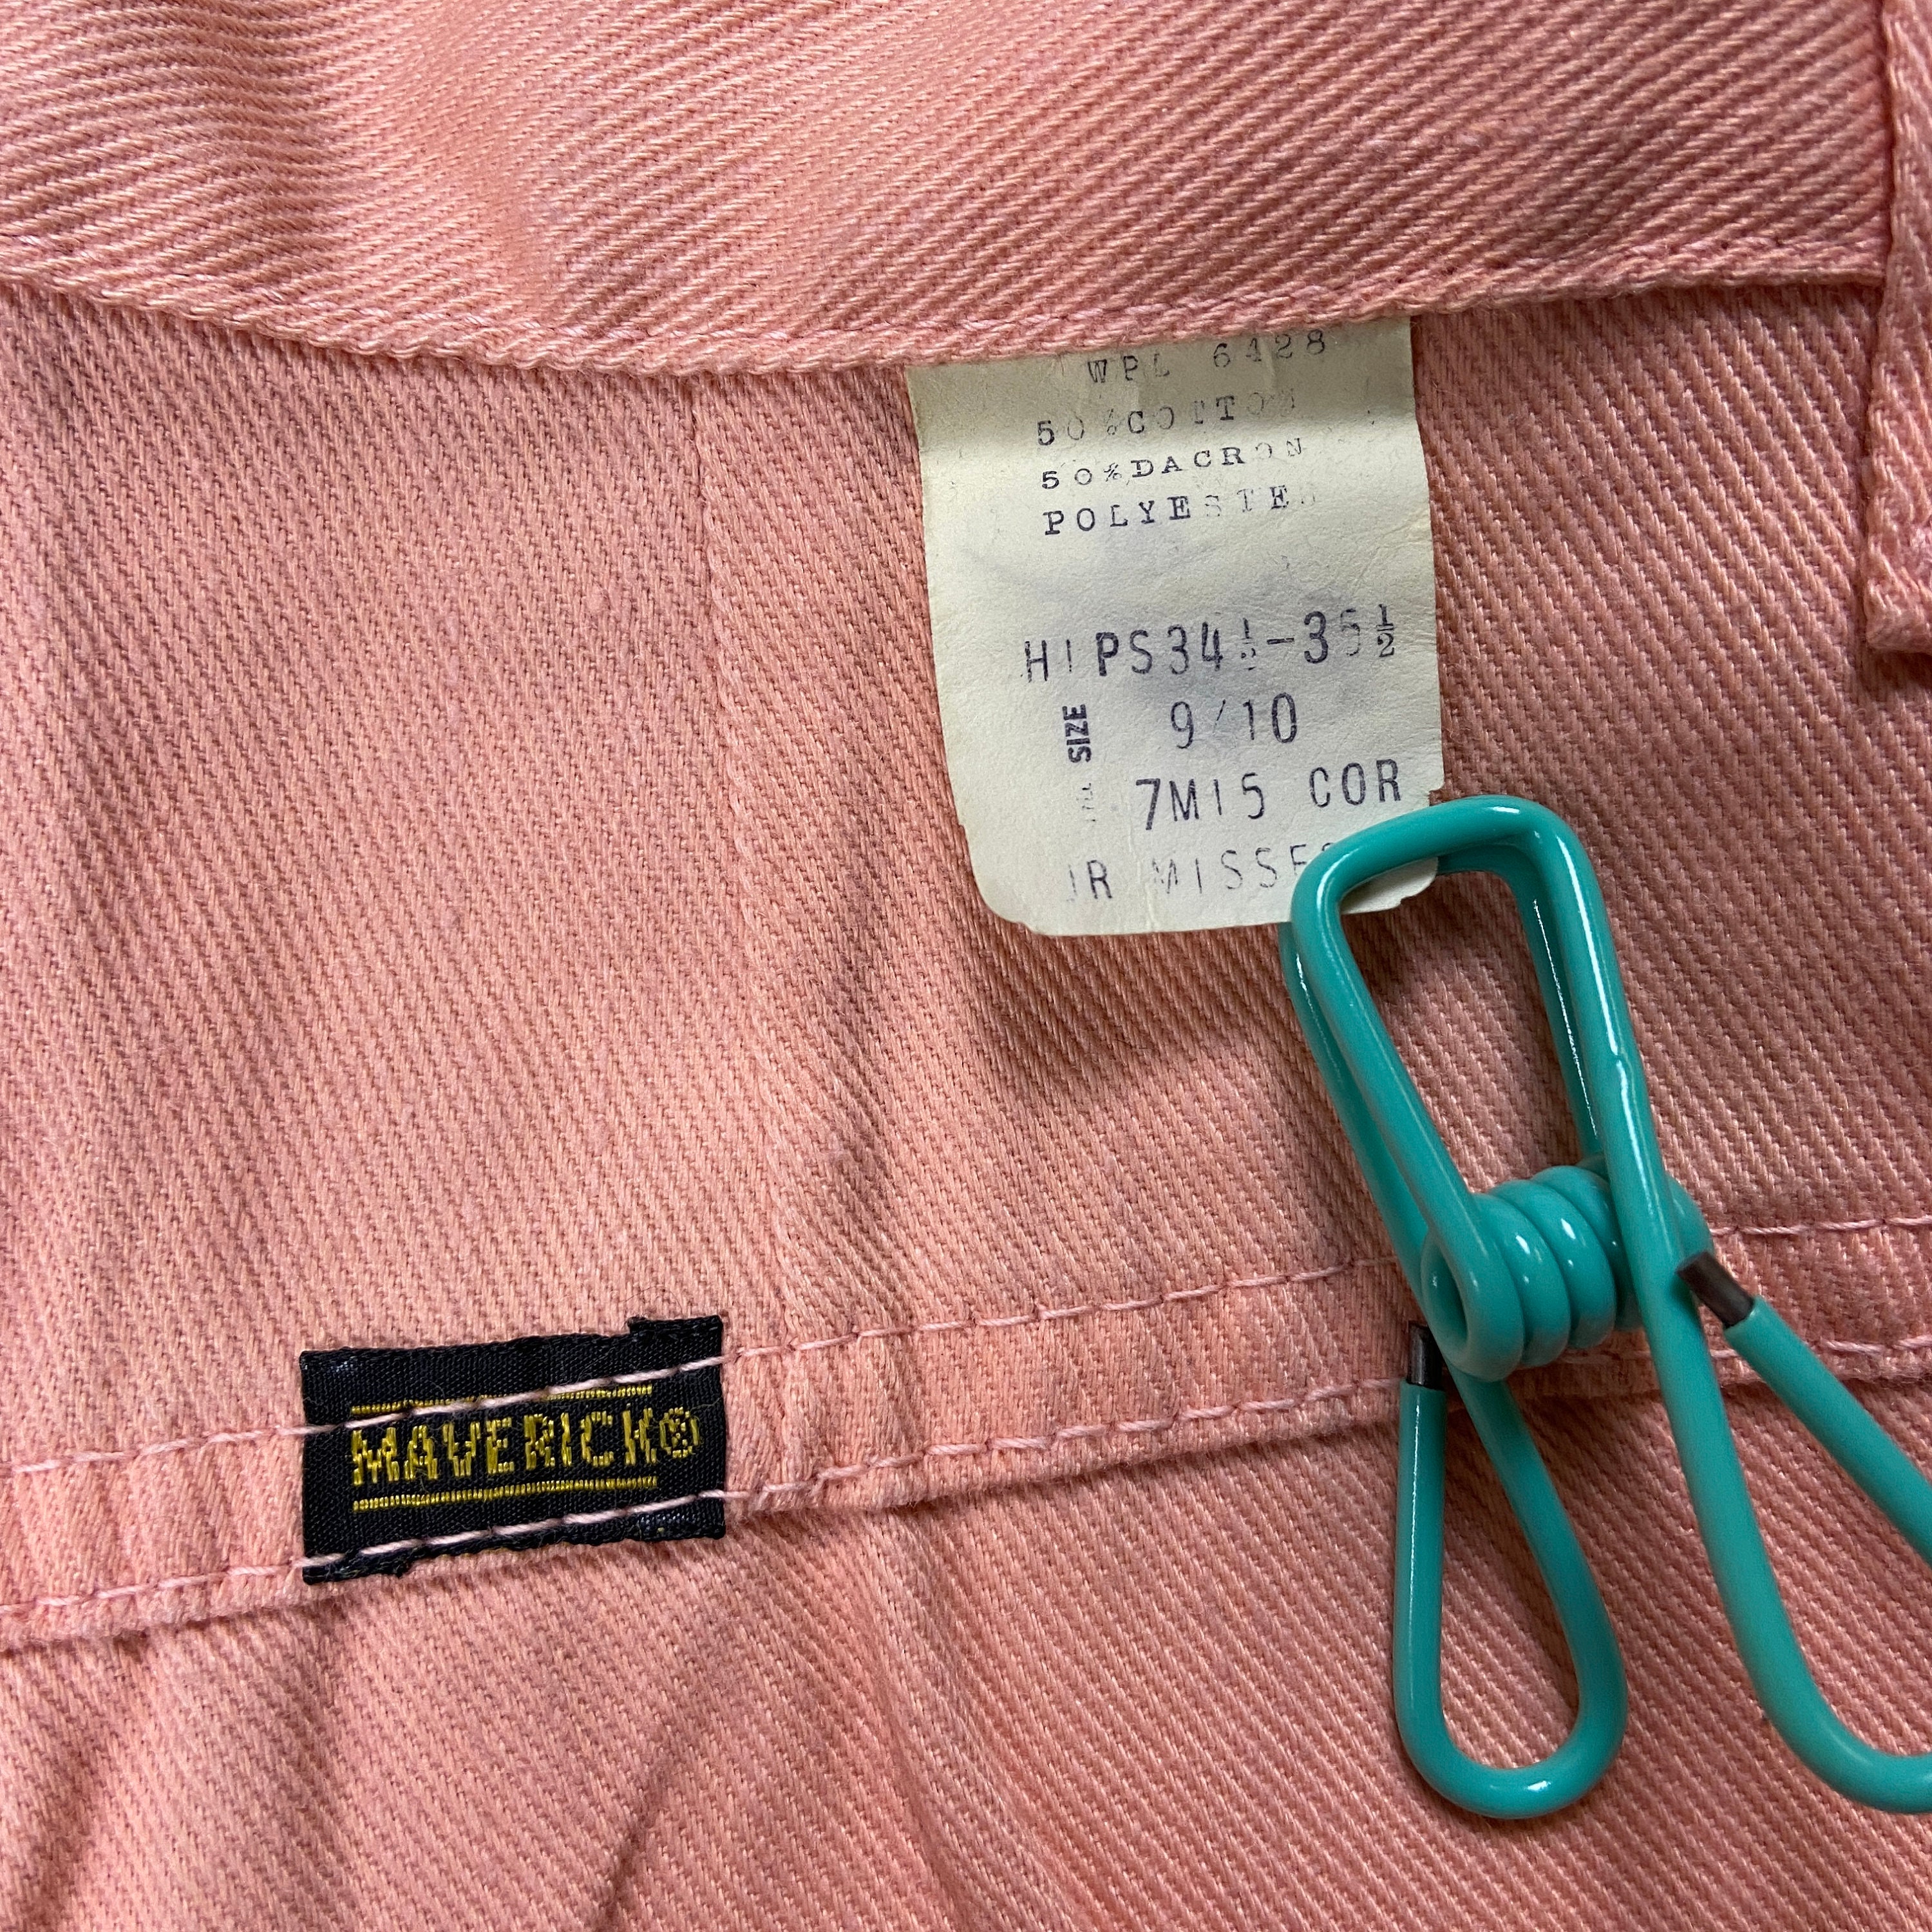 WPL 6428
50%COTTON
50%DACRON
POLYESTER
HIPS34½-35½
SIZE 9/10
7M15 COR
JR MISSES
MAVERICK®